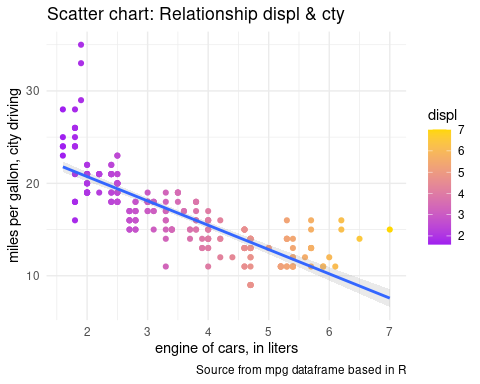 Scatter chart: Relationship displ & cty
miles per gallon, city driving
30
20
10
2 3 4 5 6 7
engine of cars, in liters
displ
7
6
5
4
3
2
Source from mpg dataframe based in R